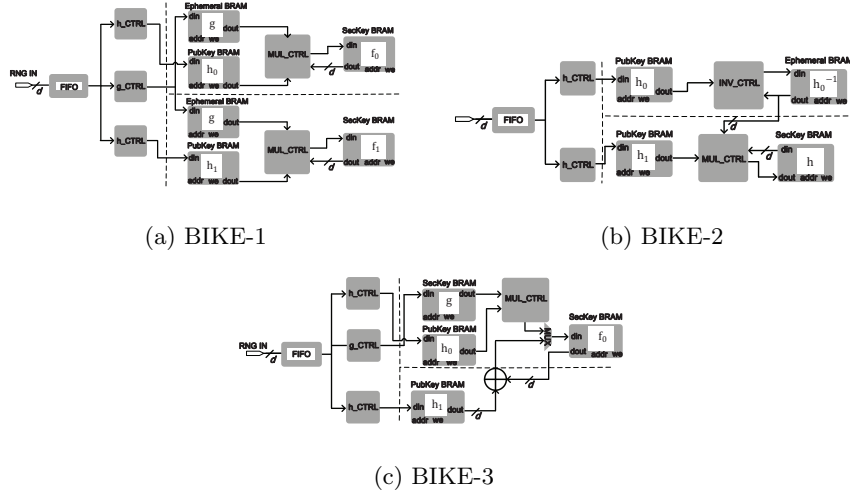 Ephemeral BRAM
h_CTRL
din g dout
addr we
SecKey BRAM
MUL_CTRL
din f₀
dout addr we
PubKey BRAM
din h₀
addr we dout
RNG IN
d
FIFO
g_CTRL
d
Ephemeral BRAM
din g
addr we dout
SecKey BRAM
h_CTRL
MUL_CTRL
din f₁
dout addr we
d
PubKey BRAM
din h₁
addr we dout
(a) BIKE-1
PubKey BRAM
Ephemeral BRAM
h_CTRL
din h₀ dout
addr we
INV_CTRL
din h₀⁻¹
dout addr we
d
FIFO
d
PubKey BRAM
SecKey BRAM
h_CTRL
din h₁ dout
addr we
MUL_CTRL
d
din h
dout addr we
(b) BIKE-2
SecKey BRAM
h_CTRL
din g dout
addr we
MUL_CTRL
SecKey BRAM
PubKey BRAM
MUX
din f₀
dout addr we
RNG IN
d
FIFO
g_CTRL
din h₀ dout
addr we
d
PubKey BRAM
h_CTRL
din h₁ dout
addr we
d
(c) BIKE-3